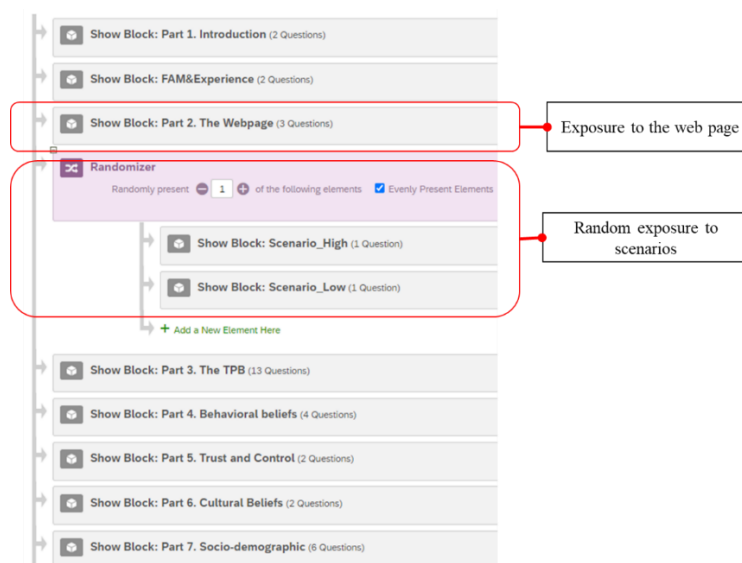 Show Block: Part 1. Introduction (2 Questions)
Show Block: FAM&Experience (2 Questions)
Show Block: Part 2. The Webpage (3 Questions)
Exposure to the web page
Randomizer
Randomly present 1 of the following elements Evenly Present Elements
Show Block: Scenario_High (1 Question)
Random exposure to
scenarios
Show Block: Scenario_Low (1 Question)
+ Add a New Element Here
Show Block: Part 3. The TPB (13 Questions)
Show Block: Part 4. Behavioral beliefs (4 Questions)
Show Block: Part 5. Trust and Control (2 Questions)
Show Block: Part 6. Cultural Beliefs (2 Questions)
Show Block: Part 7. Socio-demographic (6 Questions)